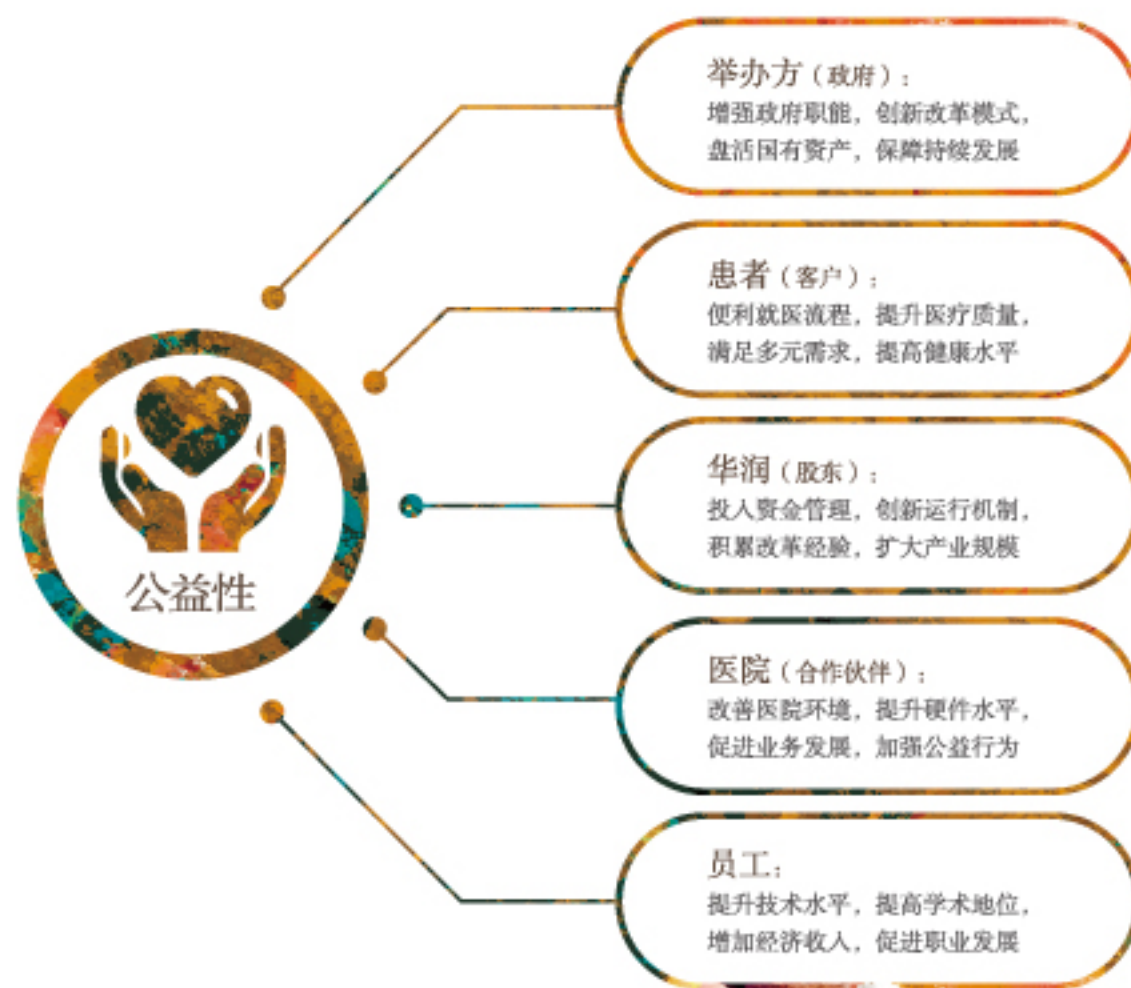 举办方（政府）：
增强政府职能，创新改革模式，
盘活国有资产，保障持续发展
患者（客户）：
便利就医流程，提升医疗质量，
满足多元需求，提高健康水平
华润（股东）：
投入资金管理，创新运行机制，
积累改革经验，扩大产业规模
公益性
医院（合作伙伴）：
改善医院环境，提升硬件水平，
促进业务发展，加强公益行为
员工：
提升技术水平，提高学术地位，
增加经济收入，促进职业发展